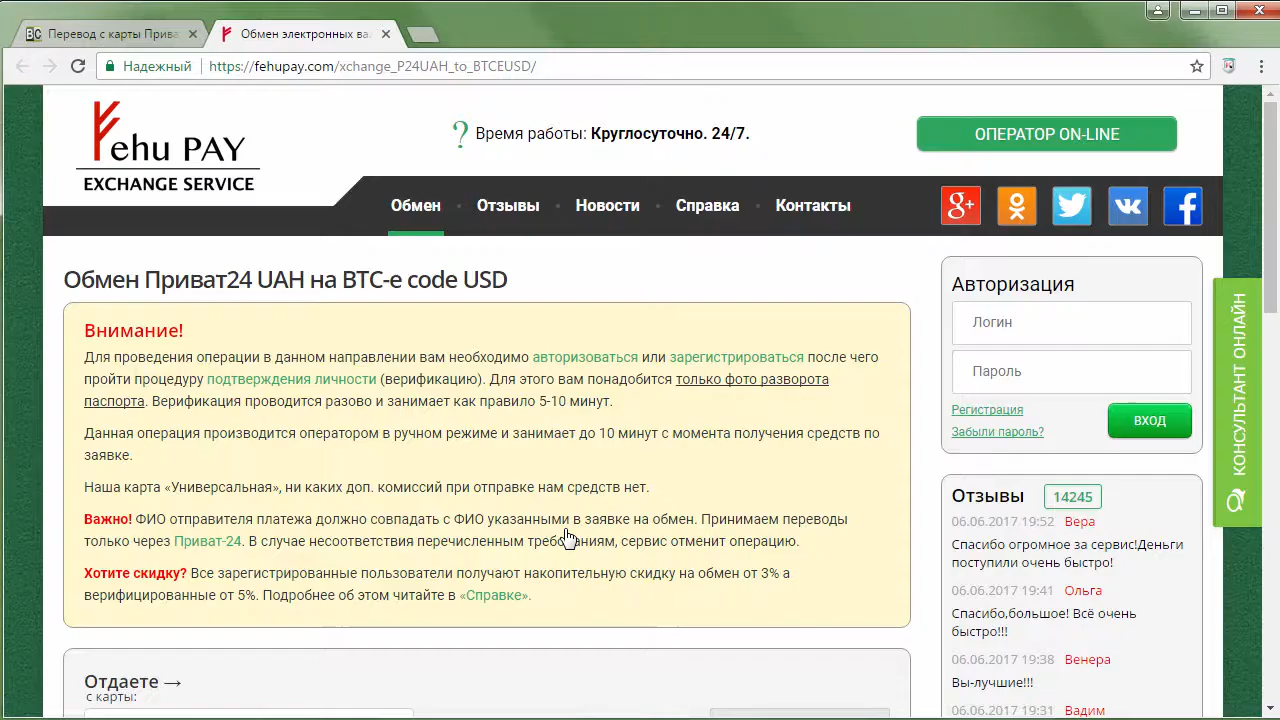 Перевод с карты Прива
Обмен электронных ва
Надежный
https://fehupay.com/xchange_P24UAH_to_BTCEUSD/
Fehu PAY
EXCHANGE SERVICE
? Время работы: Круглосуточно. 24/7.
ОПЕРАТОР ON-LINE
Обмен • Отзывы • Новости • Справка • Контакты
Обмен Приват24 UAH на BTC-e code USD
Внимание!
Для проведения операции в данном направлении вам необходимо авторизоваться или зарегистрироваться после чего
пройти процедуру подтверждения личности (верификацию). Для этого вам понадобится только фото разворота
паспорта. Верификация проводится разово и занимает как правило 5-10 минут.
Данная операция производится оператором в ручном режиме и занимает до 10 минут с момента получения средств по
заявке.
Наша карта «Универсальная», ни каких доп. комиссий при отправке нам средств нет.
Важно! ФИО отправителя платежа должно совпадать с ФИО указанными в заявке на обмен. Принимаем переводы
только через Приват-24. В случае несоответствия перечисленным требованиям, сервис отменит операцию.
Хотите скидку? Все зарегистрированные пользователи получают накопительную скидку на обмен от 3% а
верифицированные от 5%. Подробнее об этом читайте в «Справке».
Отдаете →
с карты:
Авторизация
Логин
Пароль
Регистрация
Забыли пароль?
ВХОД
КОНСУЛЬТАНТ ОНЛАЙН
Отзывы 14245
06.06.2017 19:52 Вера
Спасибо огромное за сервис!Деньги
поступили очень быстро!
06.06.2017 19:41 Ольга
Спасибо,большое! Всё очень
быстро!!!
06.06.2017 19:38 Венера
Вы-лучшие!!!
06.06.2017 19:31 Вадим